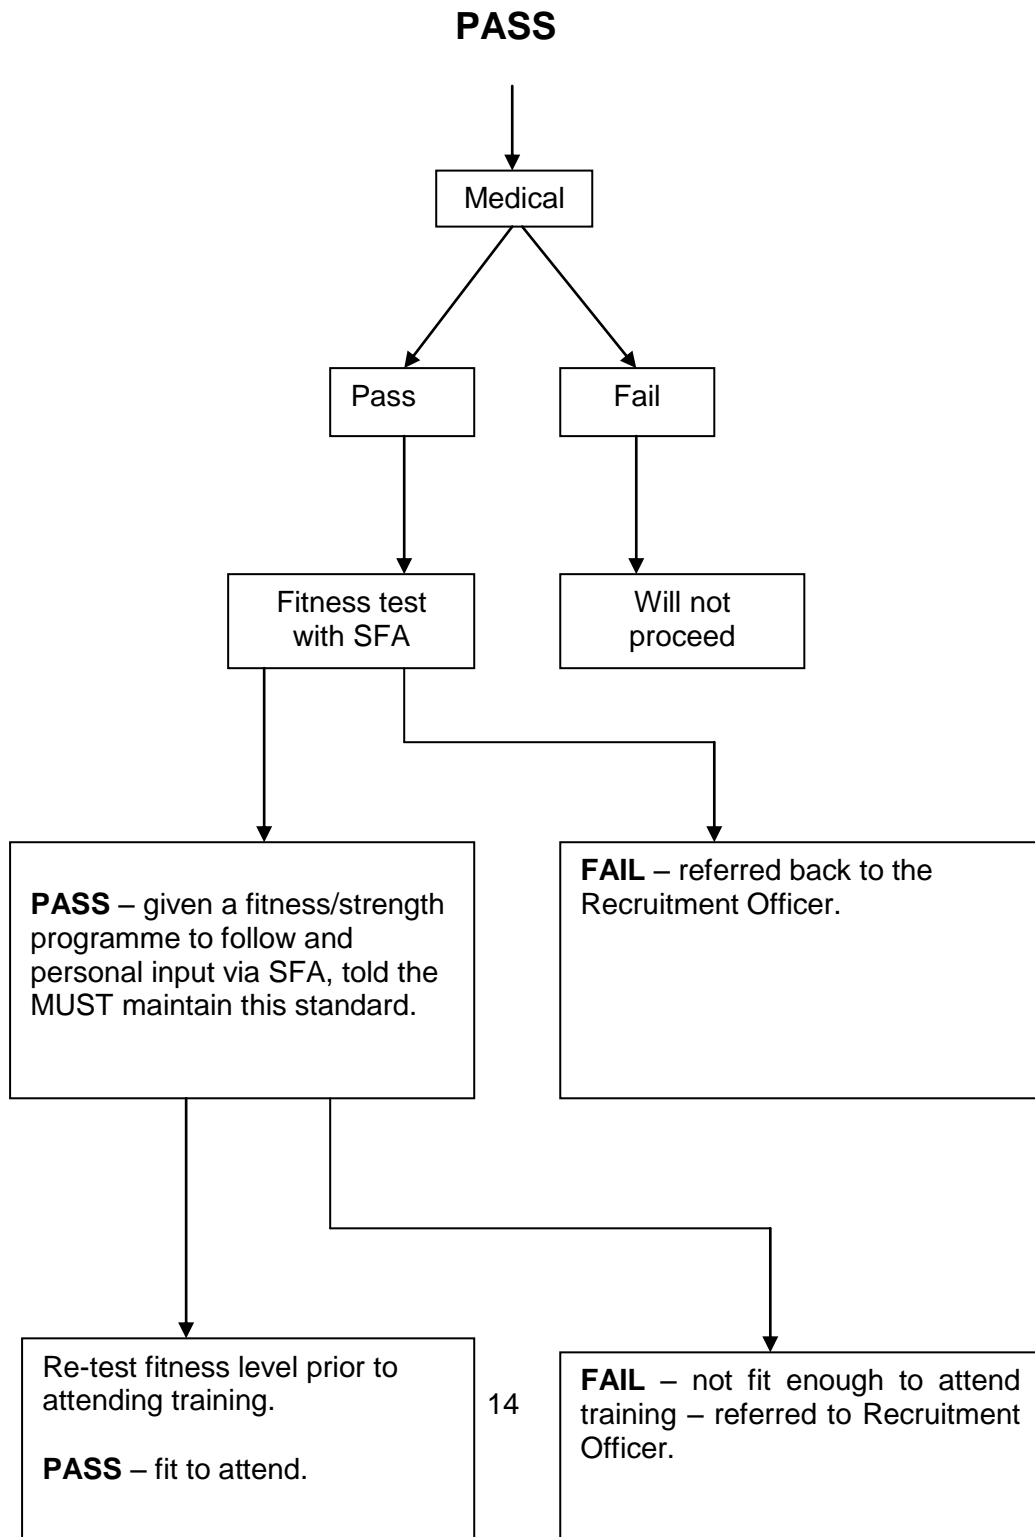 PASS
Medical
Pass
Fail
Fitness test
with SFA
Will not
proceed
PASS – given a fitness/strength
programme to follow and
personal input via SFA, told the
MUST maintain this standard.
FAIL – referred back to the
Recruitment Officer.
Re-test fitness level prior to
attending training.
PASS – fit to attend.
14
FAIL – not fit enough to attend
training – referred to Recruitment
Officer.